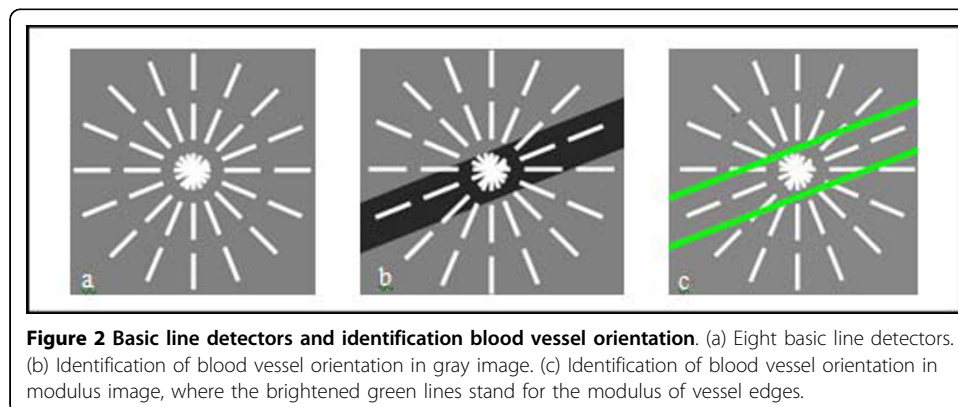 a
b
c
Figure 2 Basic line detectors and identification blood vessel orientation. (a) Eight basic line detectors.
(b) Identification of blood vessel orientation in gray image. (c) Identification of blood vessel orientation in
modulus image, where the brightened green lines stand for the modulus of vessel edges.